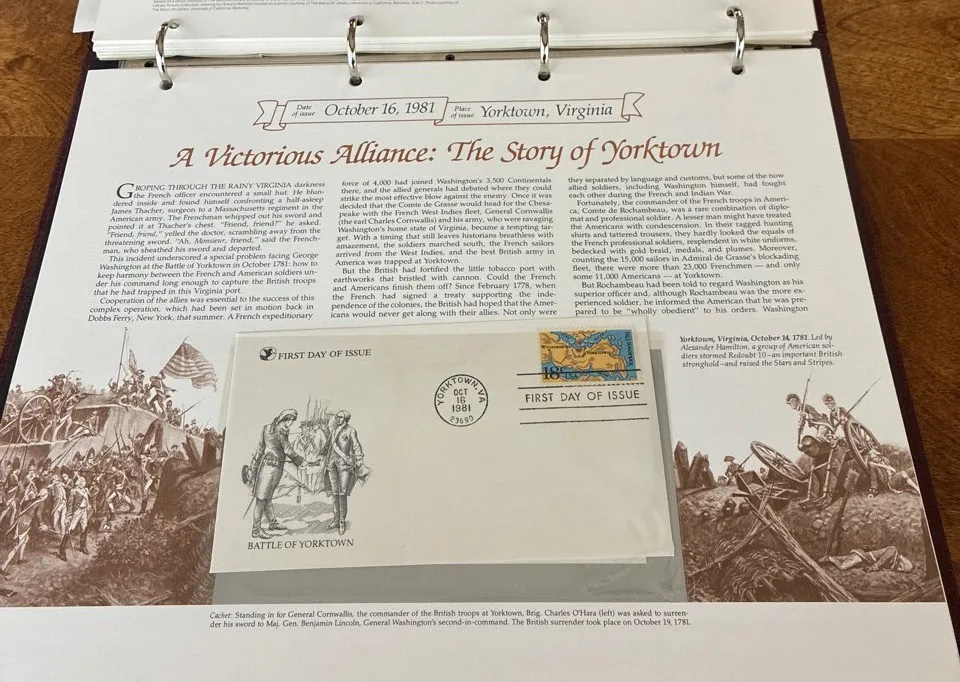 Library Picture Collection, drawing by Howard
Date of issue October 16, 1981 Place of issue Yorktown, Virginia
A Victorious Alliance: The Story of Yorktown
GROPING THROUGH THE RAINY VIRGINIA darkness
the French officer encountered a small hut. He blun-
dered inside and found himself confronting a half-asleep
James Thacher, surgeon to a Massachusetts regiment in the
American army. The Frenchman whipped out his sword and
pointed it at Thacher's chest. "Friend, friend?" he asked.
"Friend, friend," yelled the doctor, scrambling away from the
threatening sword. "Ah, Monsieur, friend," said the French-
man, who sheathed his sword and departed.
This incident underscored a special problem facing George
Washington at the Battle of Yorktown in October 1781: how to
keep harmony between the French and American soldiers un-
der his command long enough to capture the British troops
that he had trapped in this Virginia port.
Cooperation of the allies was essential to the success of this
complex operation, which had been set in motion back in
Dobbs Ferry, New York, that summer. A French expeditionary
force of 4,000 had joined Washington's 3,500 Continentals
there, and the allied generals had debated where they could
strike the most effective blow against the enemy. Once it was
decided that the Comte de Grasse would head for the Chesa-
peake with the French West Indies fleet, General Cornwallis
(the earl Charles Cornwallis) and his army, who were ravaging
Washington's home state of Virginia, became a tempting tar-
get. With a timing that still leaves historians breathless with
amazement, the soldiers marched south, the French sailors
arrived from the West Indies, and the best British army in
America was trapped at Yorktown.
But the British had fortified the little tobacco port with
earthworks that bristled with cannon. Could the French
and Americans finish them off? Since February 1778, when
the French had signed a treaty supporting the inde-
pendence of the colonies, the British had hoped that the Amer-
icans would never get along with their allies. Not only were
they separated by language and customs, but some of the now
allied soldiers, including Washington himself, had fought
each other during the French and Indian War.
Fortunately, the commander of the French troops in Ameri-
ca, Comte de Rochambeau, was a rare combination of diplo-
mat and professional soldier. A lesser man might have treated
the Americans with condescension. In their ragged hunting
shirts and tattered trousers, they hardly looked the equals of
the French professional soldiers, resplendent in white uniforms,
bedecked with gold braid, medals, and plumes. Moreover,
counting the 15,000 sailors in Admiral de Grasse's blockading
fleet, there were more than 23,000 Frenchmen — and only
some 11,000 Americans — at Yorktown.
But Rochambeau had been told to regard Washington as his
superior officer and, although Rochambeau was the more ex-
perienced soldier, he informed the American that he was pre-
pared to be "wholly obedient" to his orders. Washington
FIRST DAY OF ISSUE
YORKTOWN
18c USA
YORKTOWN, VA
OCT
16
1981
23690
FIRST DAY OF ISSUE
BATTLE OF YORKTOWN
Yorktown, Virginia, October 14, 1781. Led by
Alexander Hamilton, a group of American sol-
diers stormed Redoubt 10—an important British
stronghold—and raised the Stars and Stripes.
Cachet: Standing in for General Cornwallis, the commander of the British troops at Yorktown, Brig. Charles O'Hara (left) was asked to surren-
der his sword to Maj. Gen. Benjamin Lincoln, General Washington's second-in-command. The British surrender took place on October 19, 1781.